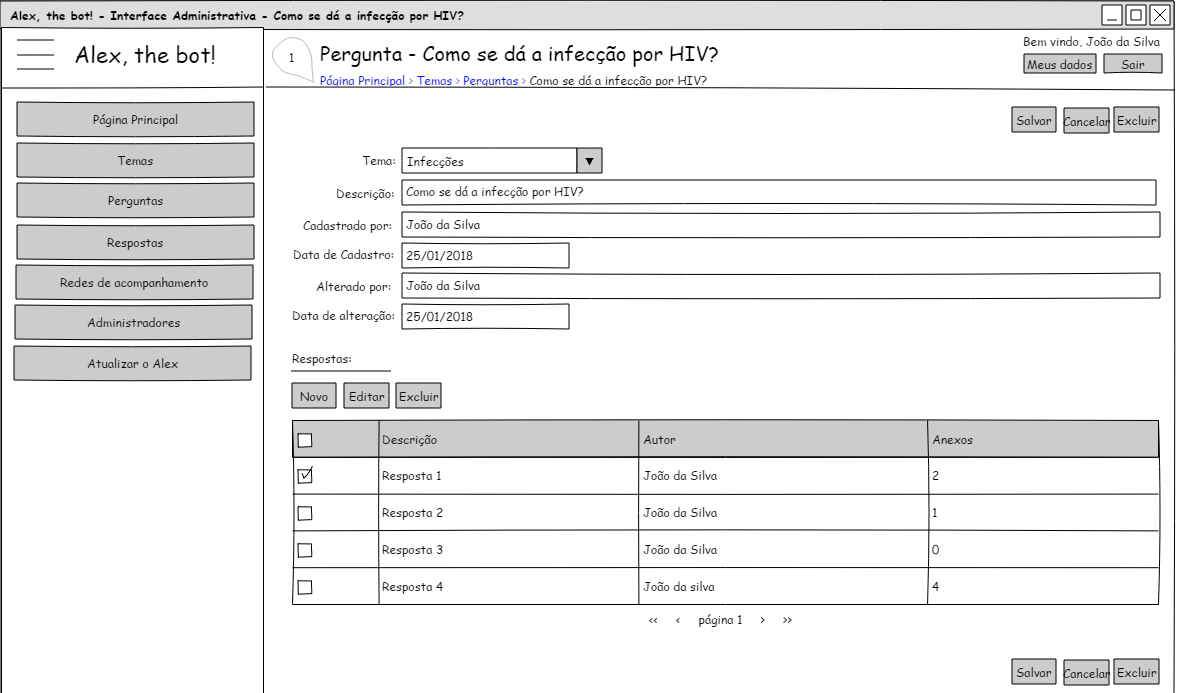 Alex, the bot! - Interface Administrativa - Como se dá a infecção por HIV?
Alex, the bot!
Página Principal
Temas
Perguntas
Respostas
Redes de acompanhamento
Administradores
Atualizar o Alex
1
Pergunta - Como se dá a infecção por HIV?
Página Principal > Temas > Perguntas > Como se dá a infecção por HIV?
Bem vindo, João da Silva
Meus dados Sair
Salvar Cancelar Excluir
Tema: Infecções
Descrição: Como se dá a infecção por HIV?
Cadastrado por: João da Silva
Data de Cadastro: 25/01/2018
Alterado por: João da Silva
Data de alteração: 25/01/2018
Respostas:
Novo Editar Excluir
Descrição Autor Anexos
Resposta 1 João da Silva 2
Resposta 2 João da Silva 1
Resposta 3 João da Silva 0
Resposta 4 João da silva 4
<< < página 1 > >>
Salvar Cancelar Excluir